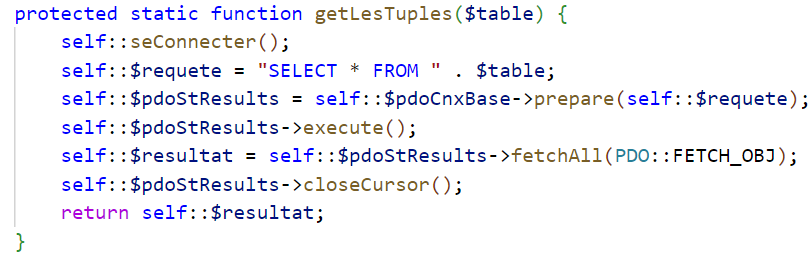 protected static function getLesTuples($table) {
    self::seConnecter();
    self::$requete = "SELECT * FROM " . $table;
    self::$pdoStResults = self::$pdoCnxBase->prepare(self::$requete);
    self::$pdoStResults->execute();
    self::$resultat = self::$pdoStResults->fetchAll(PDO::FETCH_OBJ);
    self::$pdoStResults->closeCursor();
    return self::$resultat;
}